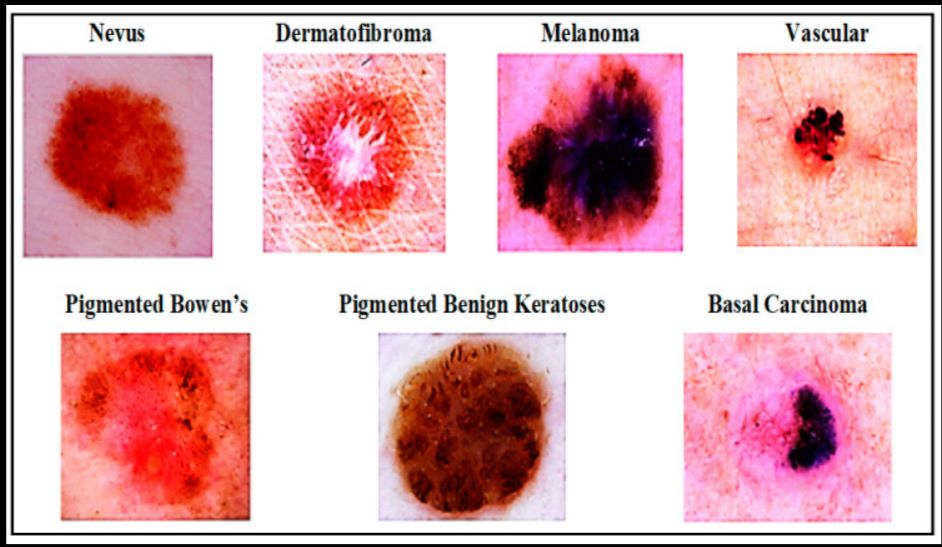 Nevus
Dermatofibroma
Melanoma
Vascular
Pigmented Bowen's
Pigmented Benign Keratoses
Basal Carcinoma